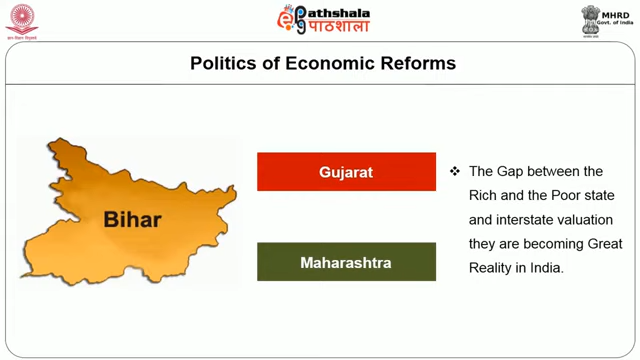 Pathshala
पाठशाला
MHRD
Govt. of India
Politics of Economic Reforms
Bihar
Gujarat
Maharashtra
The Gap between the
Rich and the Poor state
and interstate valuation
they are becoming Great
Reality in India.